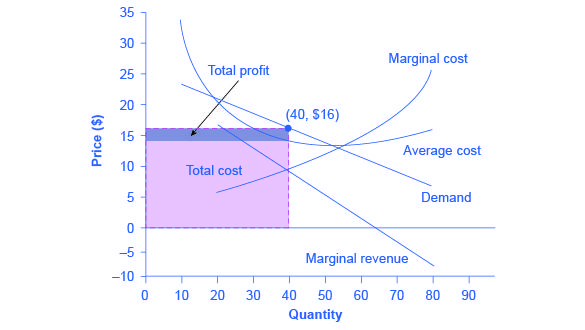 35
30
25
20
15
10
5
0
–5
–10
Price ($)
Total profit
Marginal cost
(40, $16)
Average cost
Total cost
Demand
Marginal revenue
0 10 20 30 40 50 60 70 80 90
Quantity